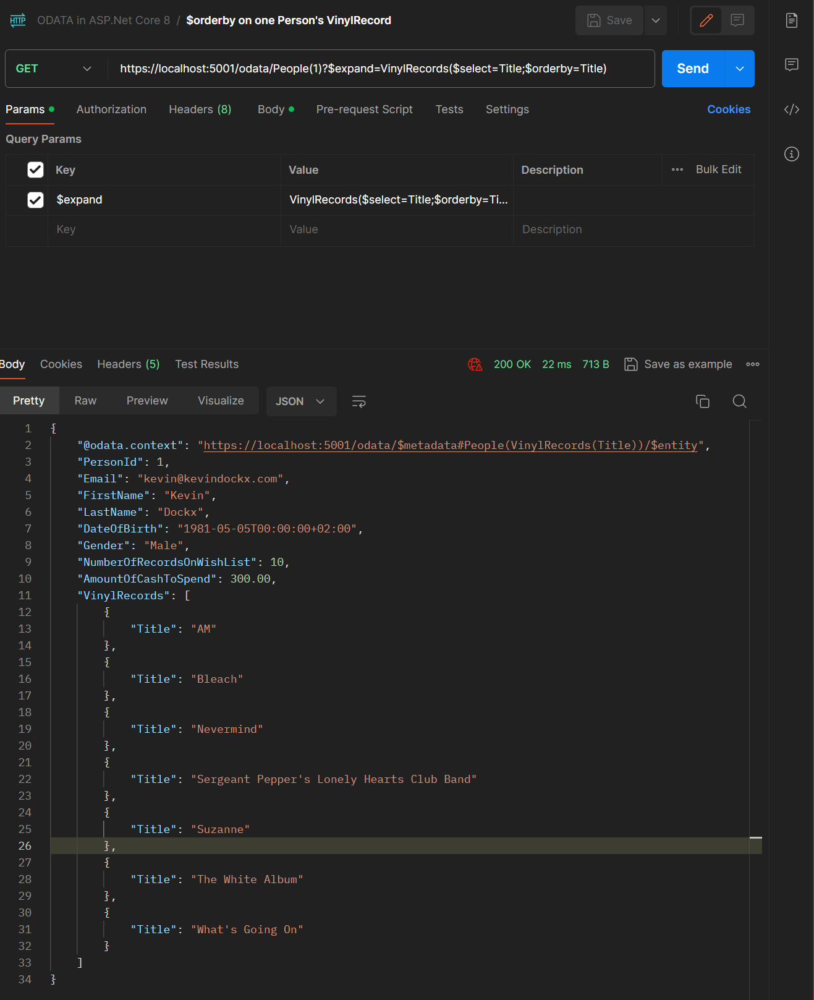 HTTP ODATA in ASP.Net Core 8 / $orderby on one Person's VinylRecord Save
GET https://localhost:5001/odata/People(1)?$expand=VinylRecords($select=Title;$orderby=Title) Send
Params Authorization Headers (8) Body Pre-request Script Tests Settings Cookies
Query Params
Key Value Description Bulk Edit
$expand VinylRecords($select=Title;$orderby=Ti...
Key Value Description
Body Cookies Headers (5) Test Results 200 OK 22 ms 713 B Save as example
Pretty Raw Preview Visualize JSON
1 {
2 "@odata.context": "https://localhost:5001/odata/$metadata#People(VinylRecords(Title))/$entity",
3 "PersonId": 1,
4 "Email": "kevin@kevindockx.com",
5 "FirstName": "Kevin",
6 "LastName": "Dockx",
7 "DateOfBirth": "1981-05-05T00:00:00+02:00",
8 "Gender": "Male",
9 "NumberOfRecordsOnWishList": 10,
10 "AmountOfCashToSpend": 300.00,
11 "VinylRecords": [
12 {
13 "Title": "AM"
14 },
15 {
16 "Title": "Bleach"
17 },
18 {
19 "Title": "Nevermind"
20 },
21 {
22 "Title": "Sergeant Pepper's Lonely Hearts Club Band"
23 },
24 {
25 "Title": "Suzanne"
26 },
27 {
28 "Title": "The White Album"
29 },
30 {
31 "Title": "What's Going On"
32 }
33 ]
34 }